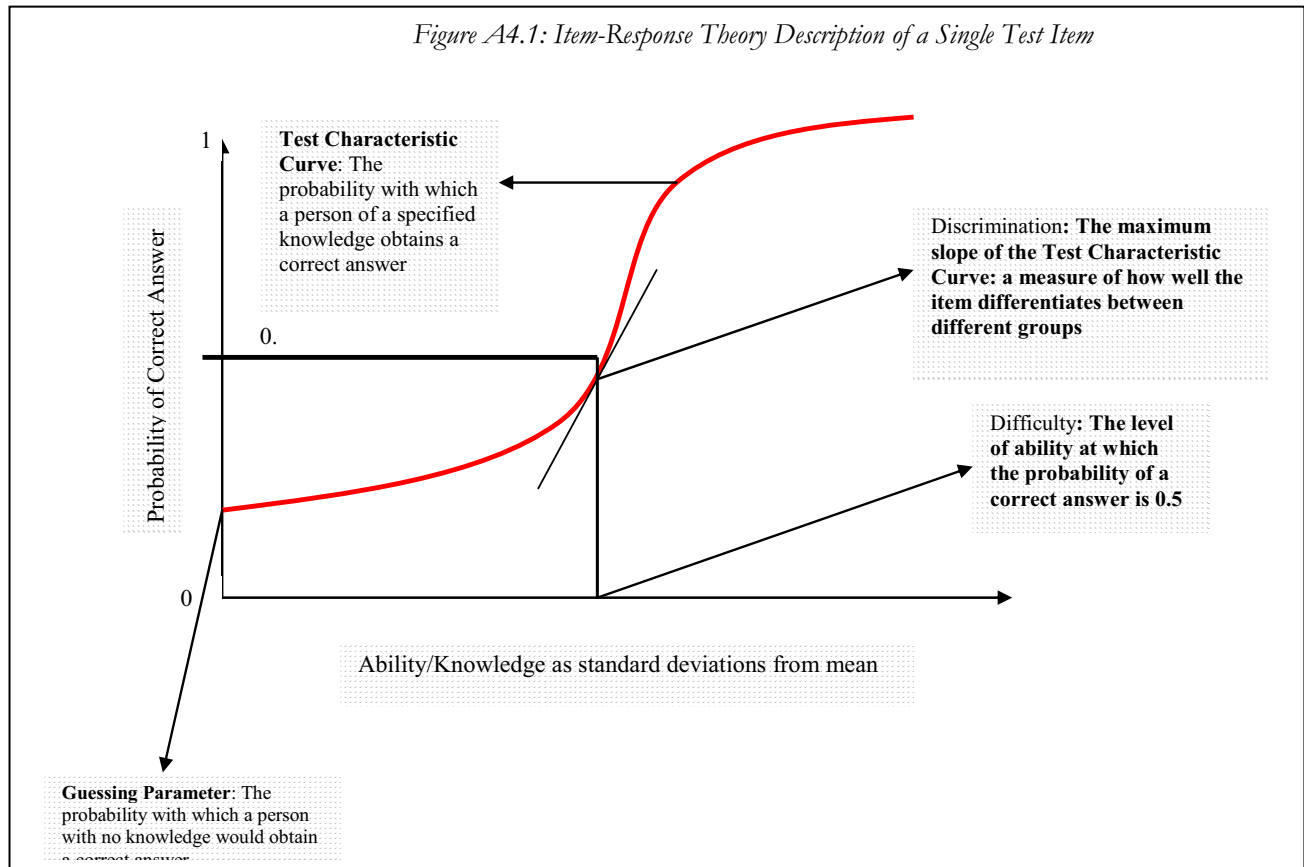 Figure A4.1: Item-Response Theory Description of a Single Test Item
1
Test Characteristic
Curve: The
probability with which
a person of a specified
knowledge obtains a
correct answer
Probability of Correct Answer
0.
Discrimination: The maximum
slope of the Test Characteristic
Curve: a measure of how well the
item differentiates between
different groups
Difficulty: The level
of ability at which
the probability of a
correct answer is 0.5
0
Ability/Knowledge as standard deviations from mean
Guessing Parameter: The
probability with which a person
with no knowledge would obtain
a correct answer